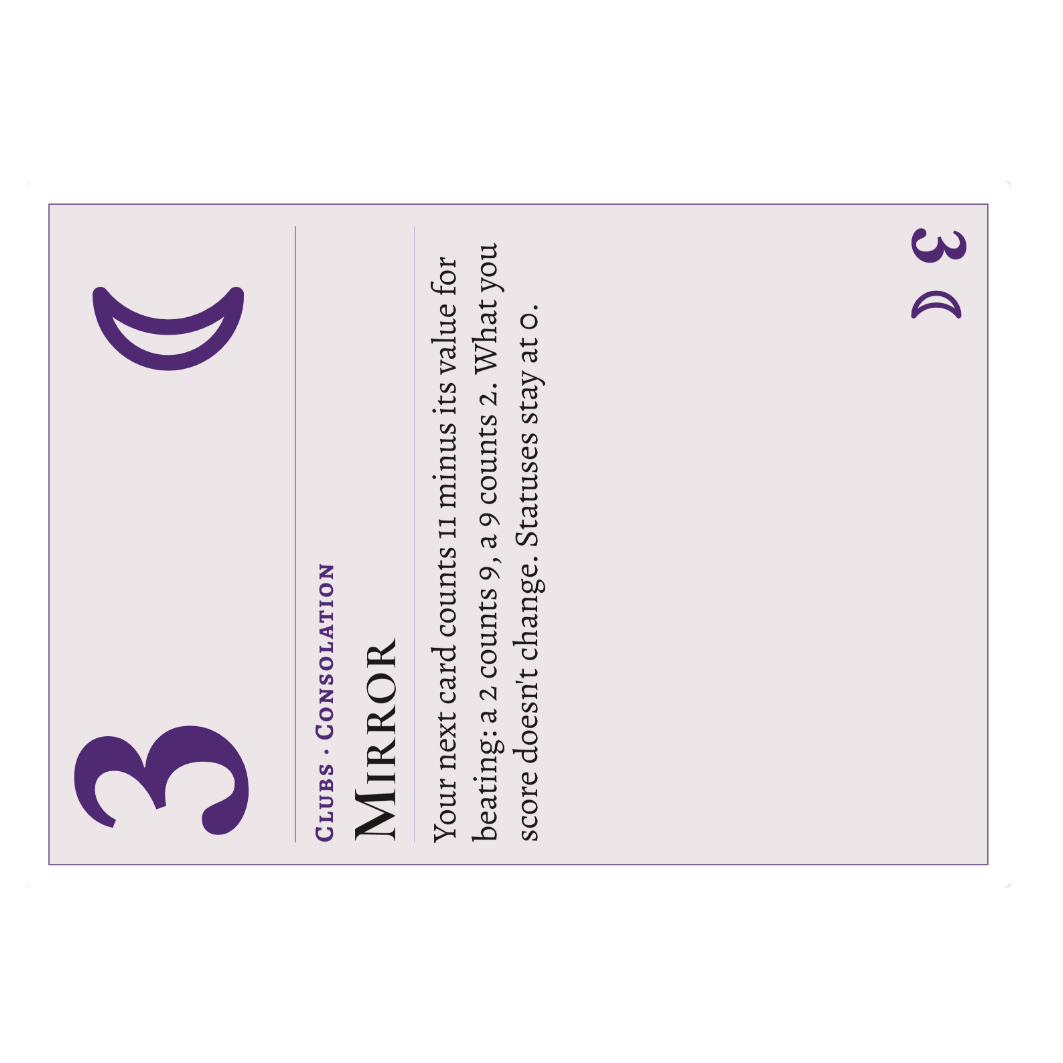 3
Clubs · Consolation
Mirror
Your next card counts 11 minus its value for
beating: a 2 counts 9, a 9 counts 2. What you
score doesn't change. Statuses stay at 0.
3